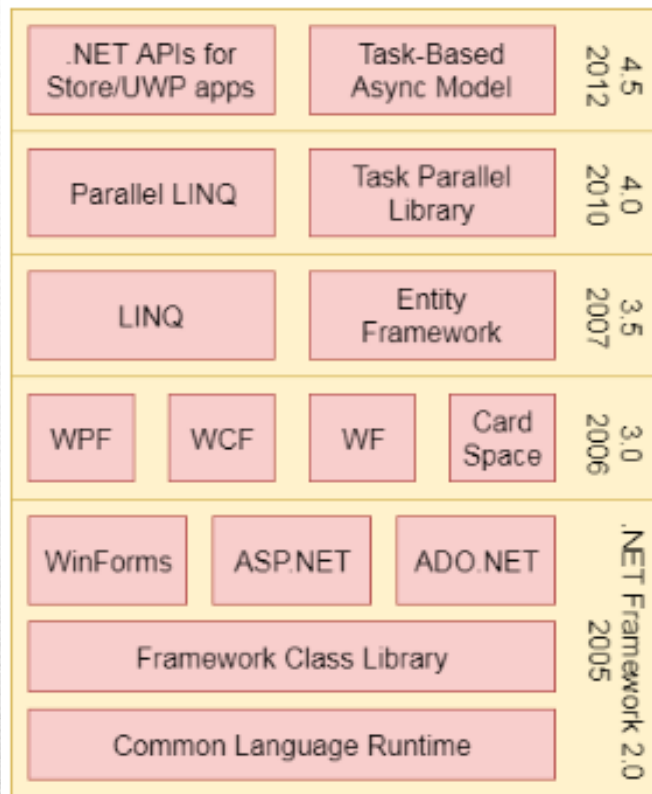 .NET APIs for
Store/UWP apps
Task-Based
Async Model
4.5
2012
Parallel LINQ
Task Parallel
Library
4.0
2010
LINQ
Entity
Framework
3.5
2007
WPF
WCF
WF
Card
Space
3.0
2006
WinForms
ASP.NET
ADO.NET
Framework Class Library
Common Language Runtime
.NET Framework 2.0
2005